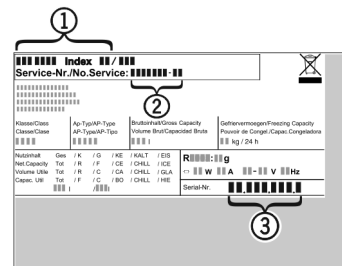 1
Index /
Service-Nr./No.Service: -
2
Klasse/Class
Classe/Clase
Ap-Typ/AP-Type
AP-Type/AP-Tipo
Bruttoinhalt/Gross Capacity
Volume Brut/Capacidad Bruta
l
Gefriervermoegen/Freezing Capacity
Pouvoir de Congel./Capac.Congeladora
kg / 24 h
Nutzinhalt Ges / K / G / KE / KALT / EIS
Net.Capacity Tot / R / F / CE / CHILL / ICE
Volume Utile Tot / R / C / CA / CHILL / GLA
Capac. Util Tot / F / C / BO / CHILL / HIE
l / l
R : g
W A - V Hz
Serial-Nr. . . .
3